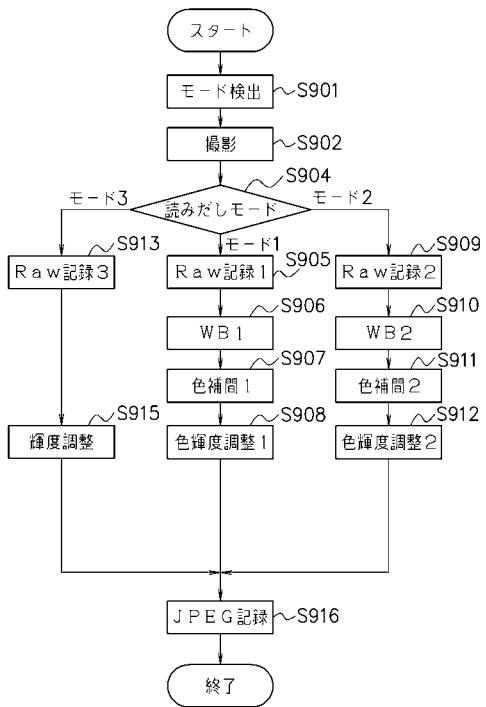 スタート
モード検出 S901
撮影 S902
S904
モード3 読みだしモード モード2
モード1
S913 S905 S909
Raw記録3 Raw記録1 Raw記録2
S906 S910
WB1 WB2
S907 S911
色補間1 色補間2
S915 S908 S912
輝度調整 色輝度調整1 色輝度調整2
JPEG記録 S916
終了